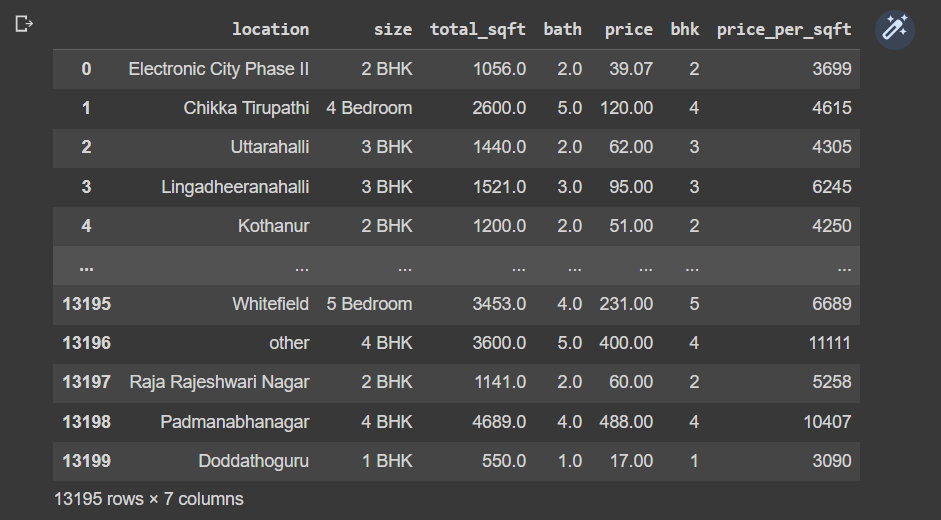 location size total_sqft bath price bhk price_per_sqft
0 Electronic City Phase II 2 BHK 1056.0 2.0 39.07 2 3699
1 Chikka Tirupathi 4 Bedroom 2600.0 5.0 120.00 4 4615
2 Uttarahalli 3 BHK 1440.0 2.0 62.00 3 4305
3 Lingadheeranahalli 3 BHK 1521.0 3.0 95.00 3 6245
4 Kothanur 2 BHK 1200.0 2.0 51.00 2 4250
... ... ... ... ... ... ... ...
13195 Whitefield 5 Bedroom 3453.0 4.0 231.00 5 6689
13196 other 4 BHK 3600.0 5.0 400.00 4 11111
13197 Raja Rajeshwari Nagar 2 BHK 1141.0 2.0 60.00 2 5258
13198 Padmanabhanagar 4 BHK 4689.0 4.0 488.00 4 10407
13199 Doddathoguru 1 BHK 550.0 1.0 17.00 1 3090
13195 rows × 7 columns